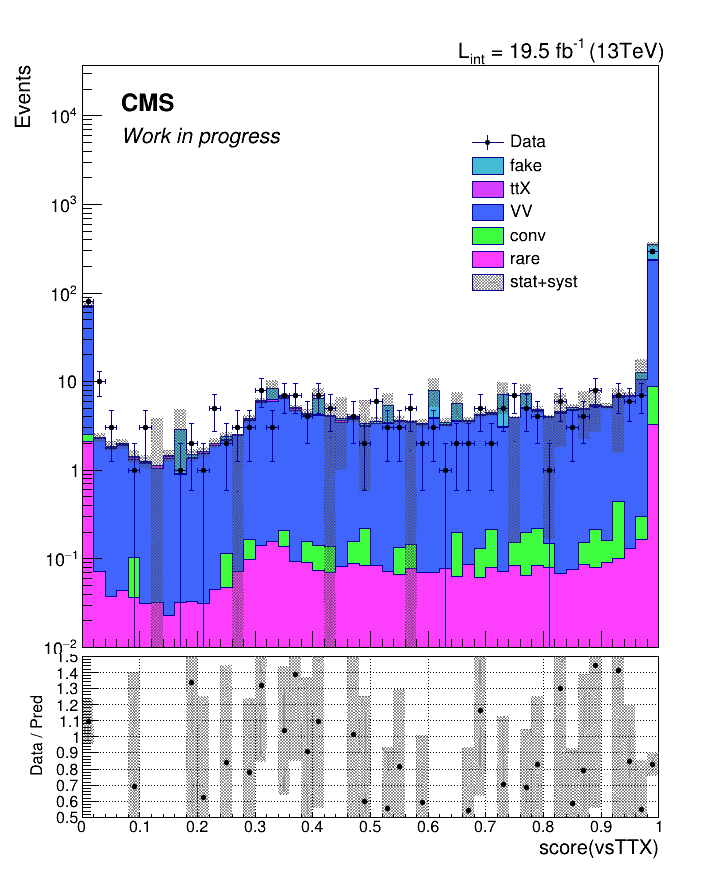 L_int = 19.5 fb^-1 (13TeV)
Events
CMS
Work in progress
Data
fake
ttX
VV
conv
rare
stat+syst
10^4
10^3
10^2
10
1
10^-1
10^-2
Data / Pred
1.5
1.4
1.3
1.2
1.1
1
0.9
0.8
0.7
0.6
0.5
0 0.1 0.2 0.3 0.4 0.5 0.6 0.7 0.8 0.9 1
score(vsTTX)